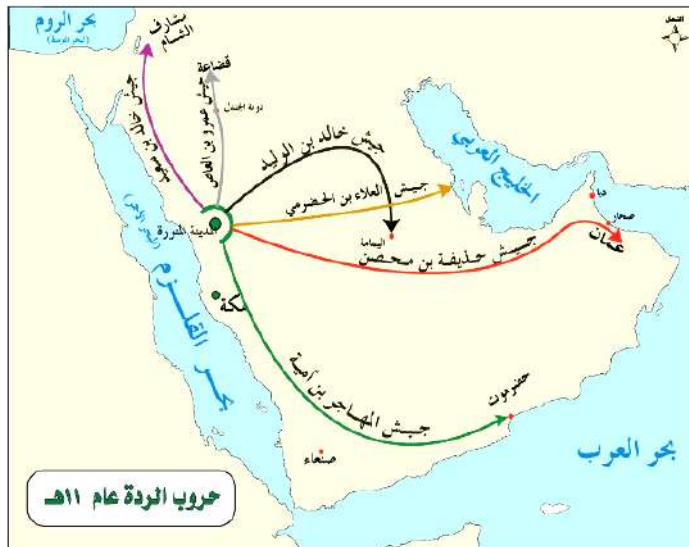 بحر الروم
(البحر المتوسط)
مشارف
الشام
الشمال
قضاعة
دومة الجندل
جيش خالد بن سعيد
جيش عمرو بن العاص
جيش خالد بن الوليد
جيش العلاء بن الحضرمي
الخليج العربي
دبا
صحار
عمان
المدينة المنورة
اليمامة
جيش حذيفة بن محصن
بحر القلزم
(البحر الأحمر)
مكة
جيش المهاجر بن أمية
حضرموت
صنعاء
بحر العرب
حروب الردة عام ١١هـ